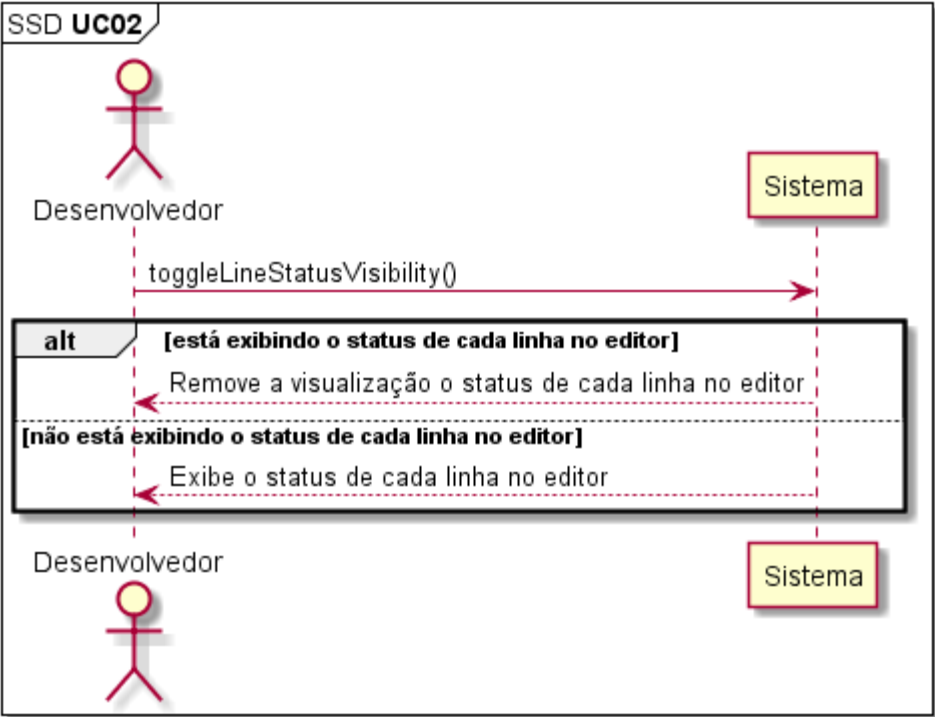 SSD UC02
Desenvolvedor
Sistema
toggleLineStatusVisibility()
alt
[está exibindo o status de cada linha no editor]
Remove a visualização o status de cada linha no editor
[não está exibindo o status de cada linha no editor]
Exibe o status de cada linha no editor
Desenvolvedor
Sistema